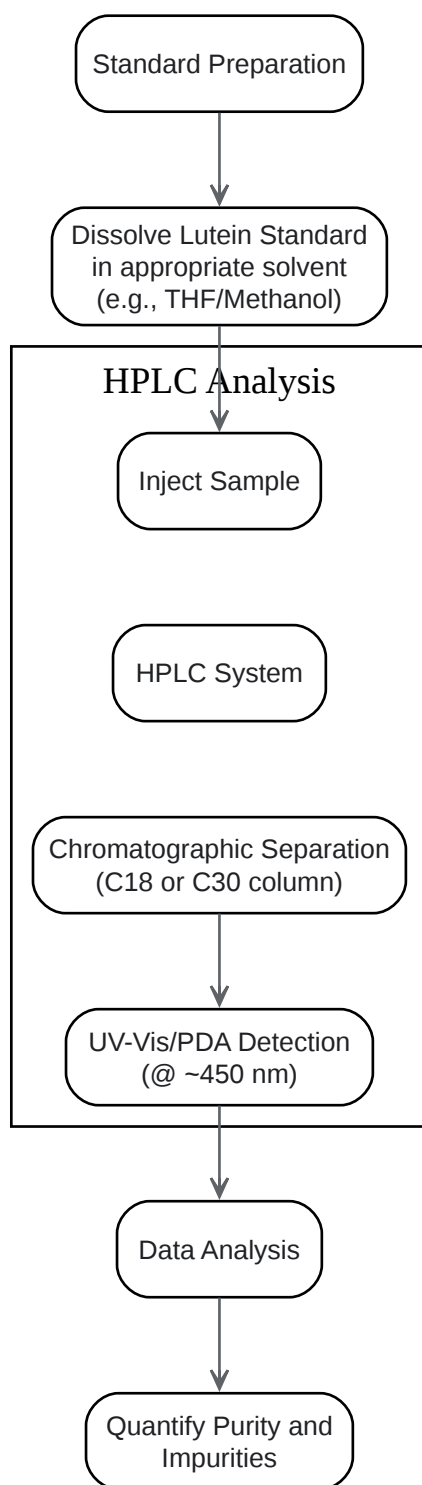 Standard Preparation
Dissolve Lutein Standard
in appropriate solvent
(e.g., THF/Methanol)
HPLC Analysis
Inject Sample
HPLC System
Chromatographic Separation
(C18 or C30 column)
UV-Vis/PDA Detection
(@ ~450 nm)
Data Analysis
Quantify Purity and
Impurities